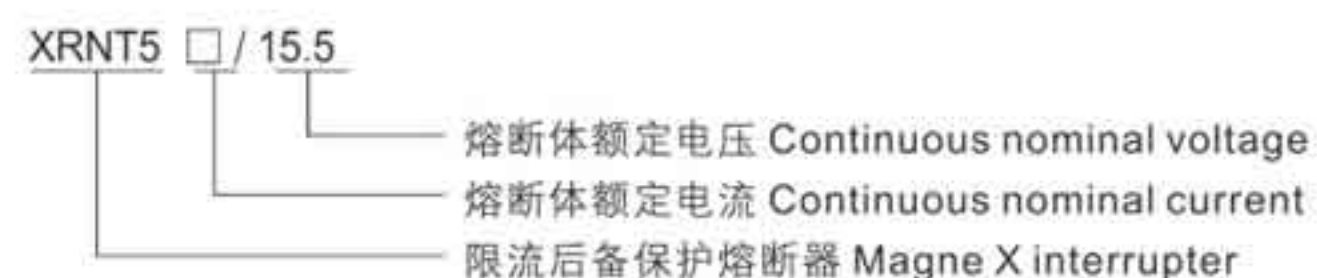 XRNT5 □ / 15.5
熔断体额定电压 Continuous nominal voltage
熔断体额定电流 Continuous nominal current
限流后备保护熔断器 Magne X interrupter